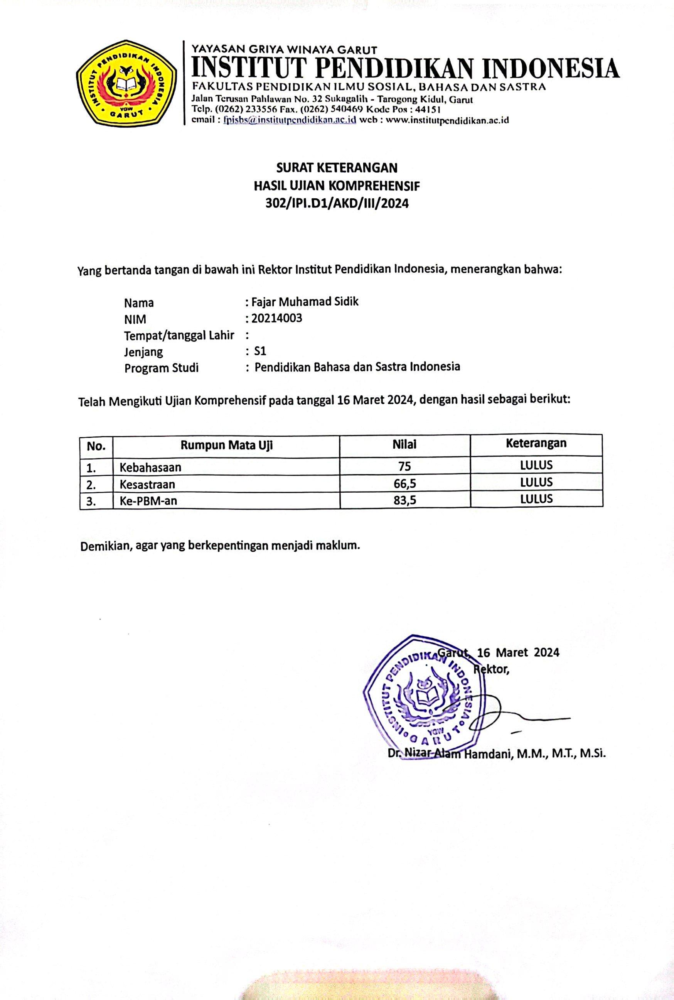 INSTITUT PENDIDIKAN INDONESIA
YGW
GARUT
YAYASAN GRIYA WINAYA GARUT
INSTITUT PENDIDIKAN INDONESIA
FAKULTAS PENDIDIKAN ILMU SOSIAL, BAHASA DAN SASTRA
Jalan Terusan Pahlawan No. 32 Sukagalih - Tarogong Kidul, Garut
Telp. (0262) 233556 Fax. (0262) 540469 Kode Pos : 44151
email : fpisbs@institutpendidikan.ac.id web : www.institutpendidikan.ac.id
SURAT KETERANGAN
HASIL UJIAN KOMPREHENSIF
302/IPI.D1/AKD/III/2024
Yang bertanda tangan di bawah ini Rektor Institut Pendidikan Indonesia, menerangkan bahwa:
Nama : Fajar Muhamad Sidik
NIM : 20214003
Tempat/tanggal Lahir :
Jenjang : S1
Program Studi : Pendidikan Bahasa dan Sastra Indonesia
Telah Mengikuti Ujian Komprehensif pada tanggal 16 Maret 2024, dengan hasil sebagai berikut:
No. Rumpun Mata Uji Nilai Keterangan
1. Kebahasaan 75 LULUS
2. Kesastraan 66,5 LULUS
3. Ke-PBM-an 83,5 LULUS
Demikian, agar yang berkepentingan menjadi maklum.
Garut, 16 Maret 2024
Rektor,
INSTITUT PENDIDIKAN INDONESIA
YGW
GARUT
Dr. Nizar Alam Hamdani, M.M., M.T., M.Si.